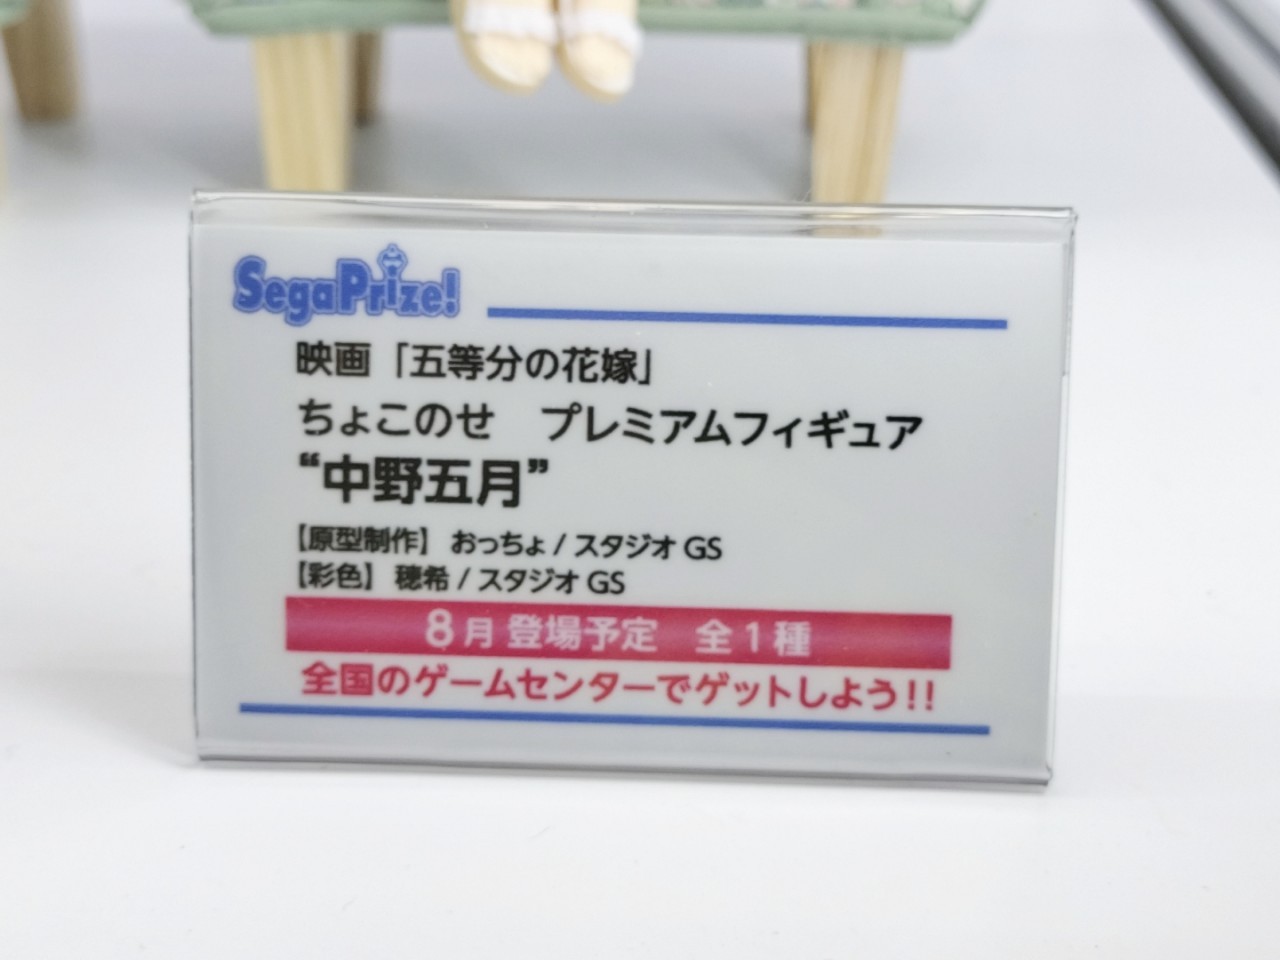 SegaPrize!
映画「五等分の花嫁」
ちょこのせ　プレミアムフィギュア
“中野五月”
【原型制作】 おっちょ / スタジオ GS
【彩色】 穂希 / スタジオ GS
8月 登場予定　全1種
全国のゲームセンターでゲットしよう!!